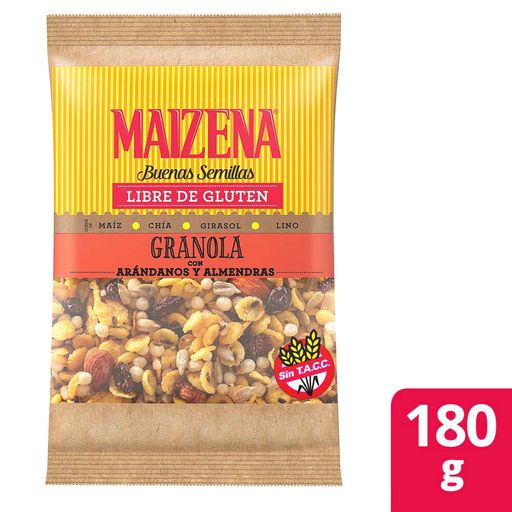 MAIZENA®
Buenas Semillas
LIBRE DE GLUTEN
MAÍZ • CHÍA • GIRASOL • LINO
GRANOLA
CON
ARÁNDANOS Y ALMENDRAS
Sin T.A.C.C.
180
g